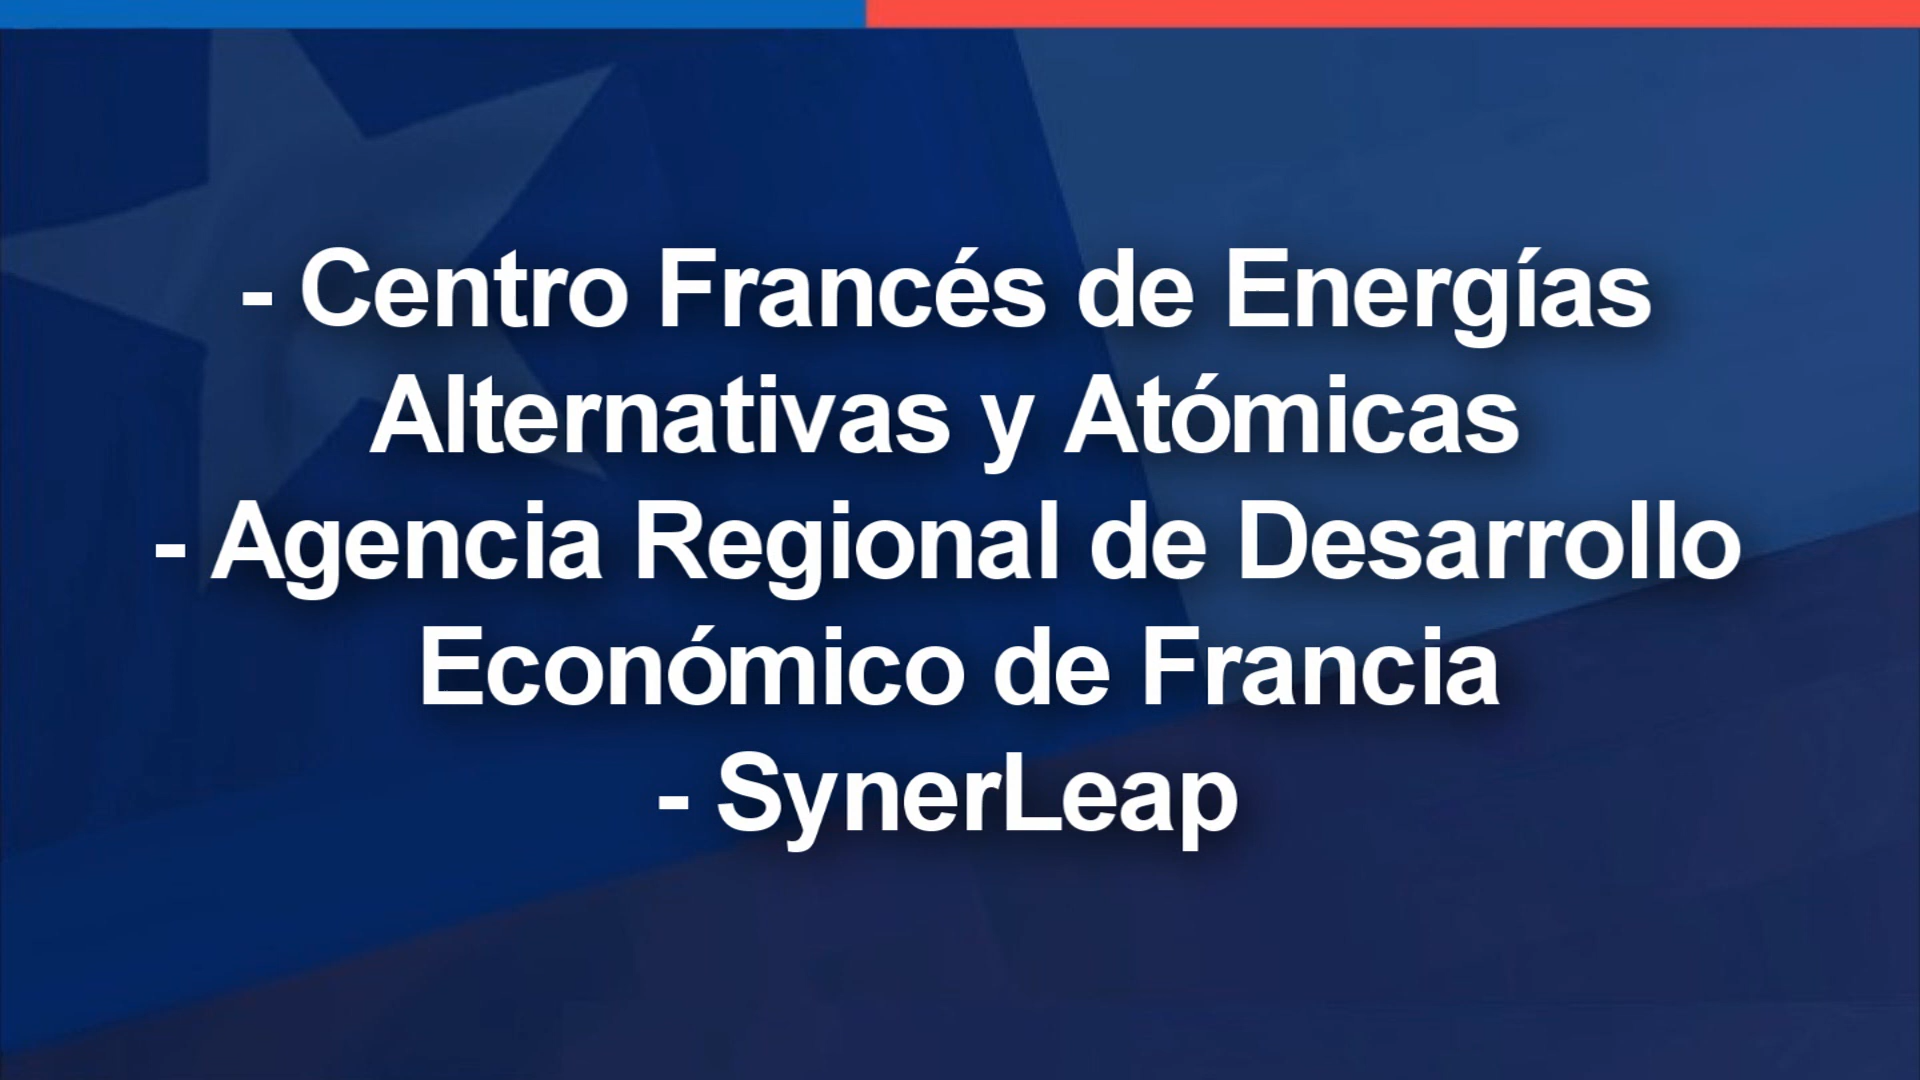 - Centro Francés de Energías
Alternativas y Atómicas
- Agencia Regional de Desarrollo
Económico de Francia
- SynerLeap